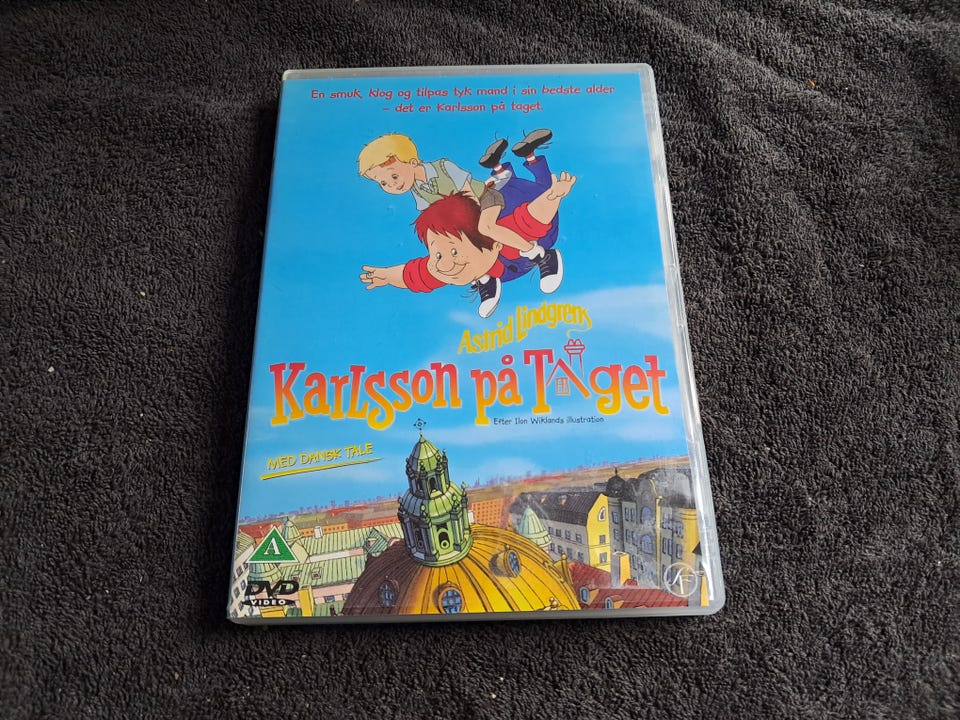 En smuk, klog og tilpas tyk mand i sin bedste alder
- det er Karlsson på taget.
Astrid Lindgrens
Karlsson på Taget
Efter Ilon Wiklands illustration
MED DANSK TALE
A
DVD
VIDEO
SF